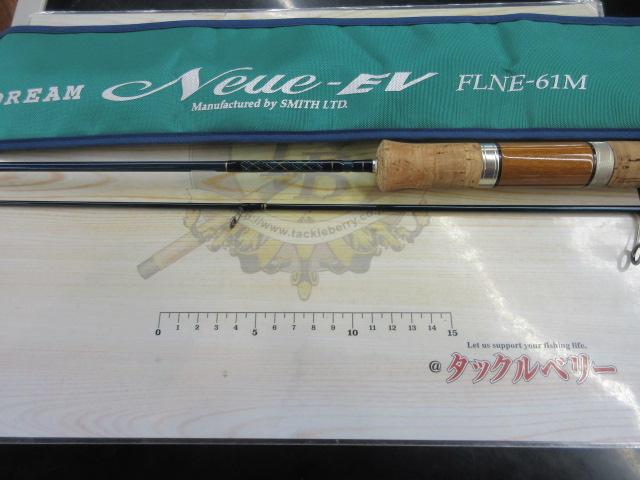 DREAM Neue-EV FLNE-61M
Manufactured by SMITH LTD.
http://www.tackleberry.co
0 1 2 3 4 5 6 7 8 9 10 11 12 13 14 15
Let us support your fishing life.
@タックルベリー